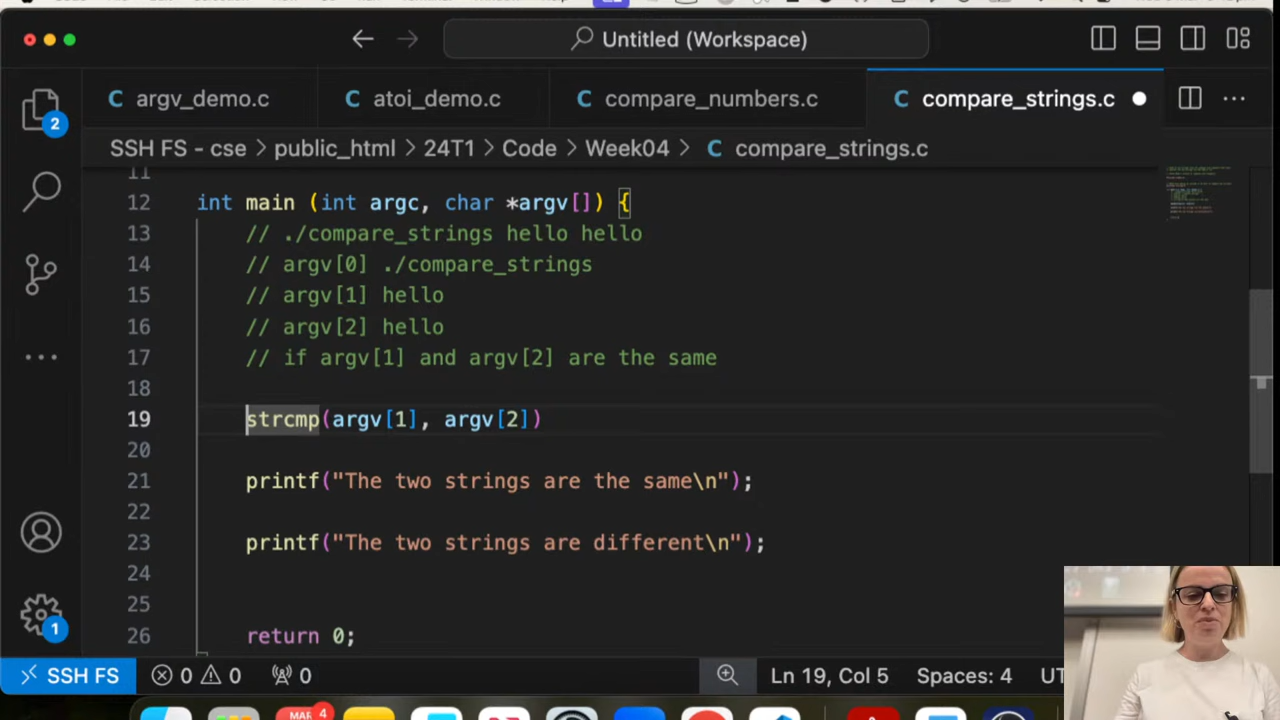 Untitled (Workspace)
C argv_demo.c
C atoi_demo.c
C compare_numbers.c
C compare_strings.c
2
SSH FS - cse > public_html > 24T1 > Code > Week04 > C compare_strings.c
11
12 int main (int argc, char *argv[]) {
13 // ./compare_strings hello hello
14 // argv[0] ./compare_strings
15 // argv[1] hello
16 // argv[2] hello
17 // if argv[1] and argv[2] are the same
18
19 strcmp(argv[1], argv[2])
20
21 printf("The two strings are the same\n");
22
23 printf("The two strings are different\n");
24
25
26 return 0;
1
SSH FS 0 0 0 Ln 19, Col 5 Spaces: 4
MAR 4